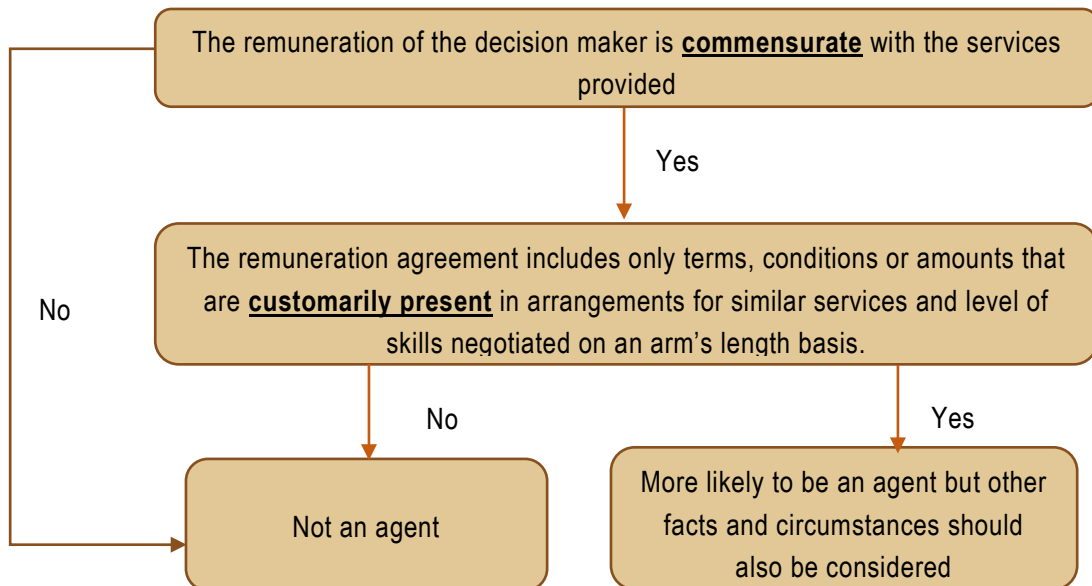 The remuneration of the decision maker is commensurate with the services
provided
Yes
The remuneration agreement includes only terms, conditions or amounts that
are customarily present in arrangements for similar services and level of
skills negotiated on an arm's length basis.
No
No
Yes
Not an agent
More likely to be an agent but other
facts and circumstances should
also be considered